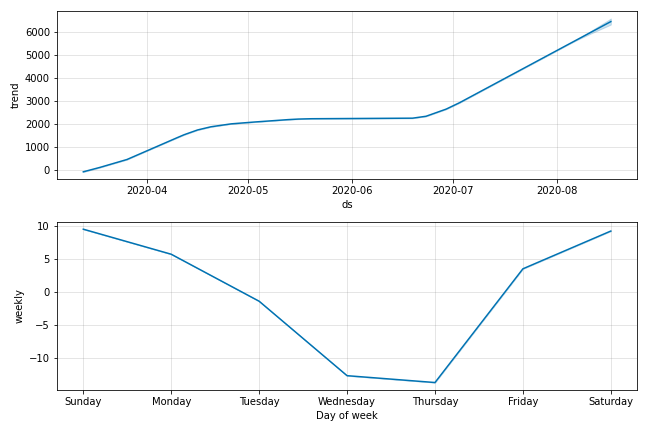 6000
5000
4000
3000
2000
1000
0
trend
2020-04 2020-05 2020-06 2020-07 2020-08
ds
10
5
0
−5
−10
weekly
Sunday Monday Tuesday Wednesday Thursday Friday Saturday
Day of week